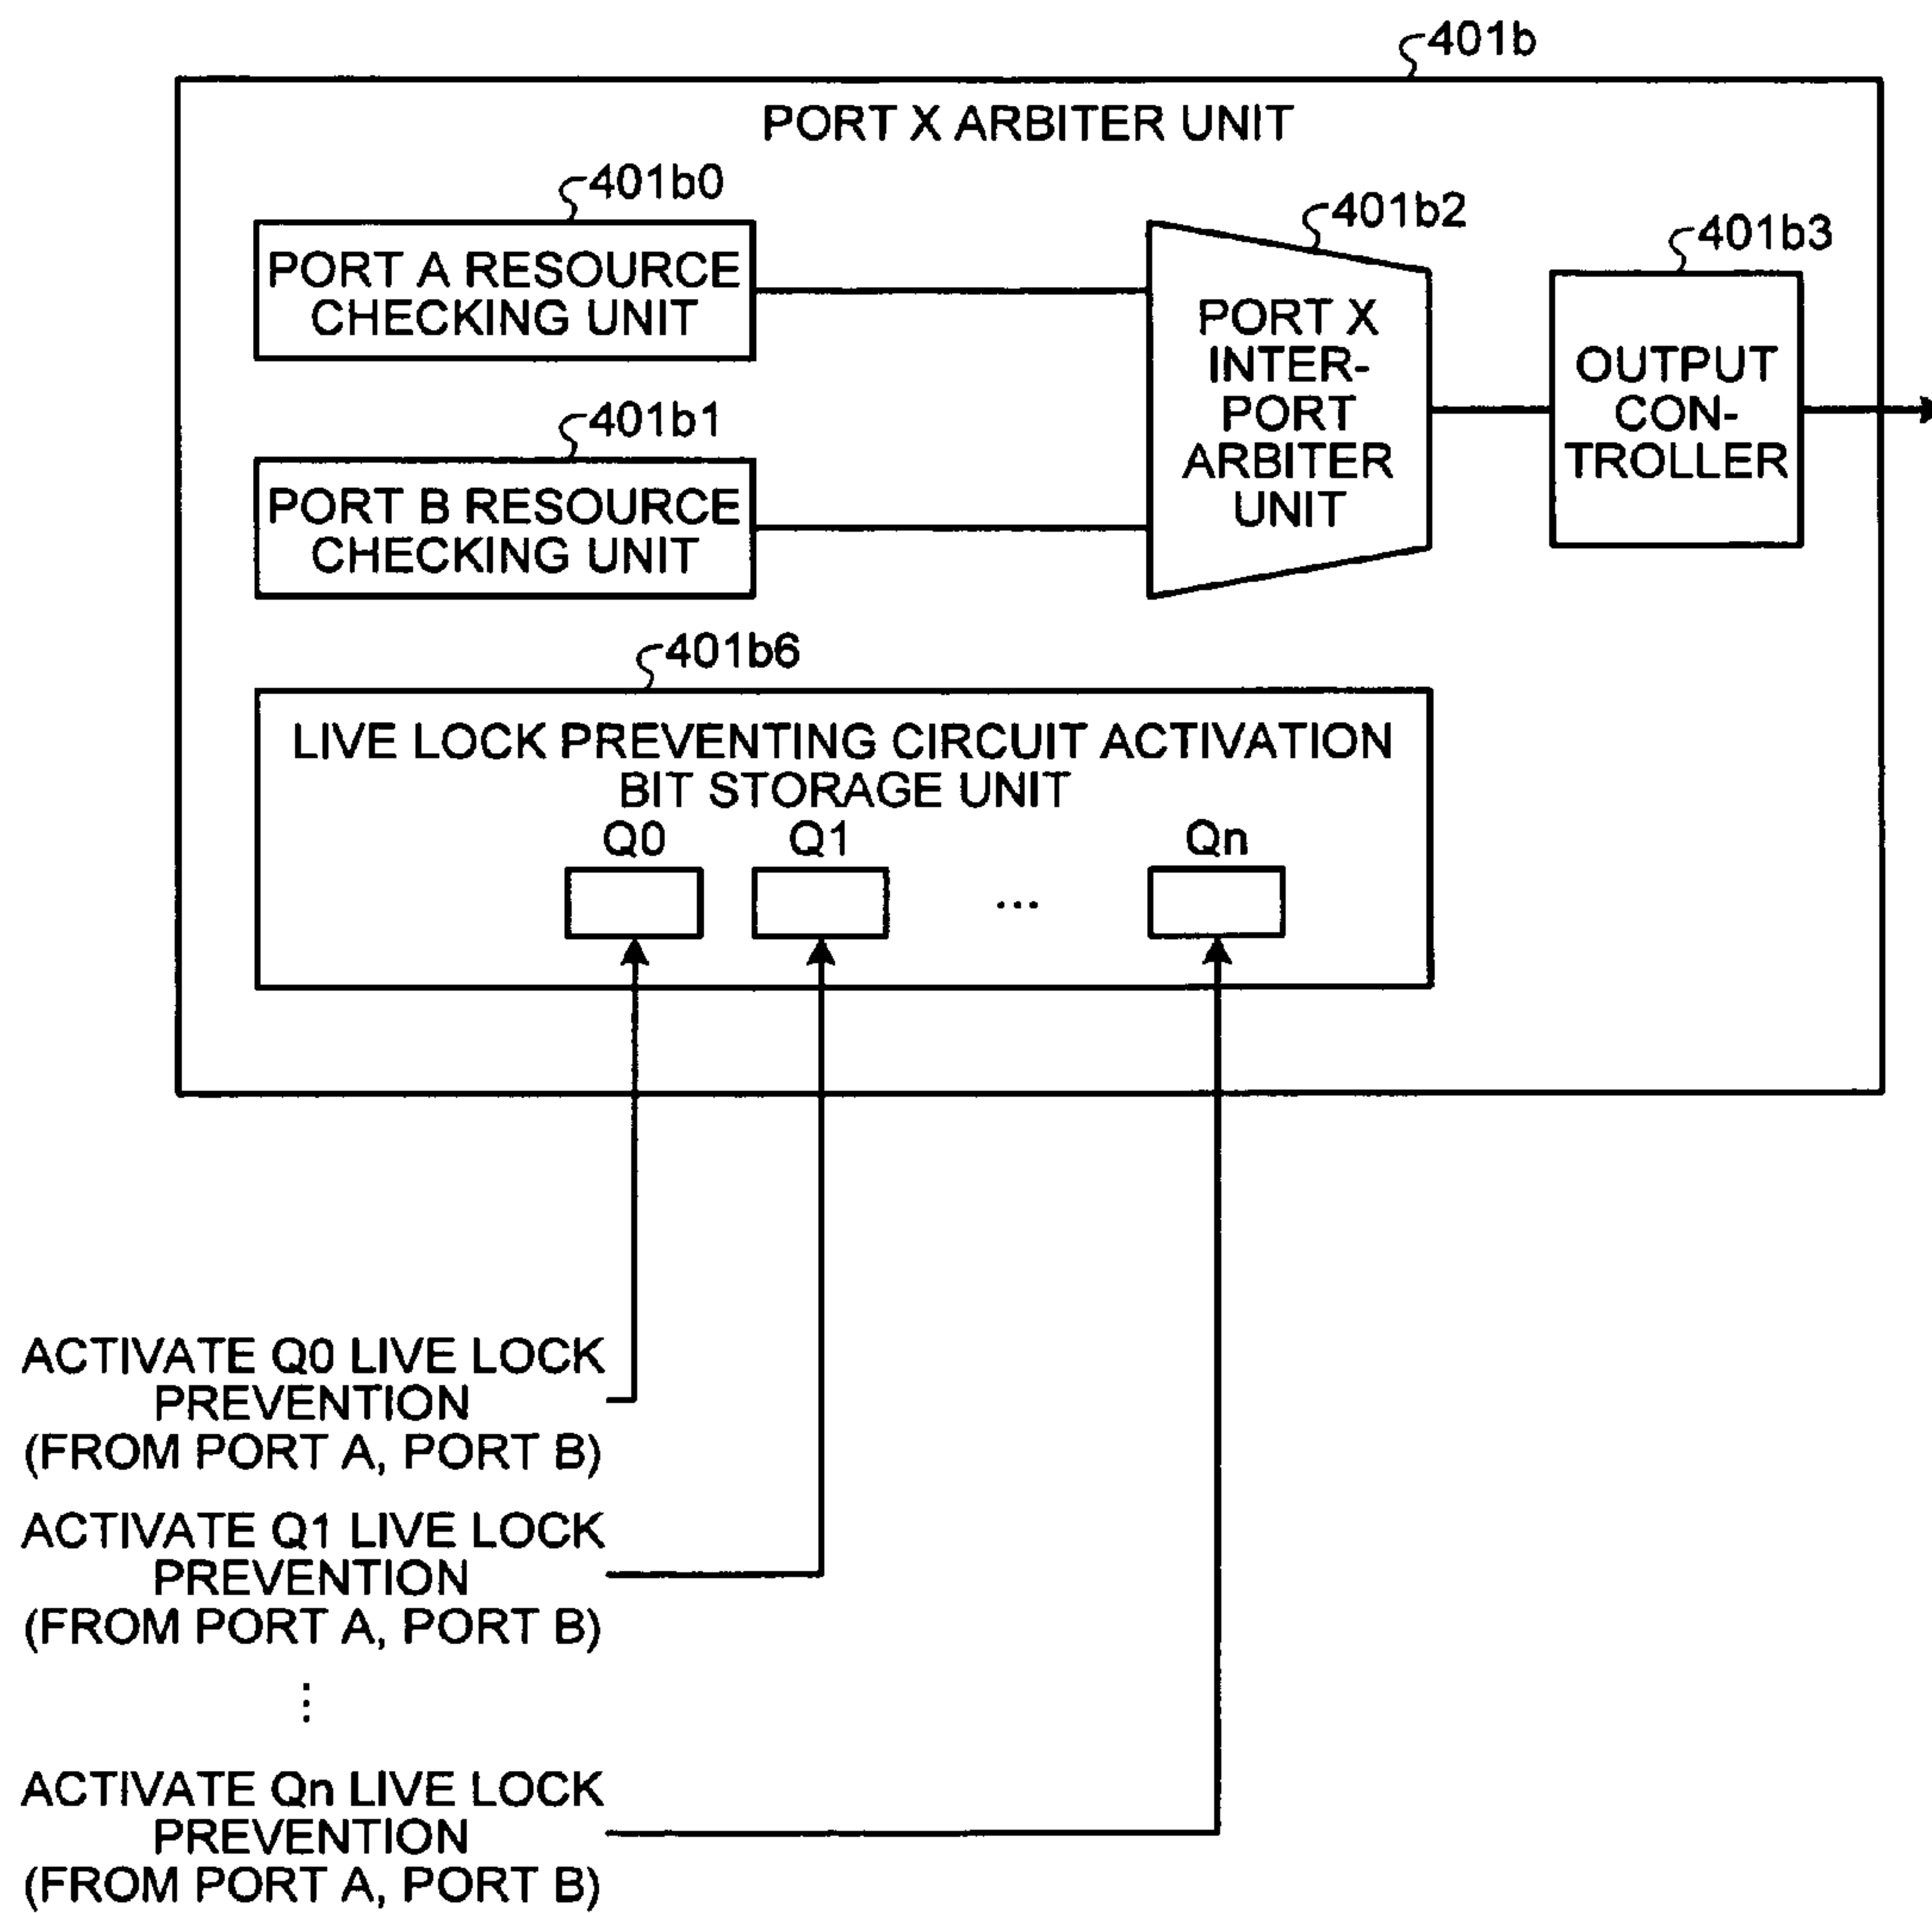 401b
PORT X ARBITER UNIT
401b0
PORT A RESOURCE
CHECKING UNIT
401b1
PORT B RESOURCE
CHECKING UNIT
401b2
PORT X
INTER-
PORT
ARBITER
UNIT
401b3
OUTPUT
CON-
TROLLER
401b6
LIVE LOCK PREVENTING CIRCUIT ACTIVATION
BIT STORAGE UNIT
Q0 Q1 ... Qn
ACTIVATE Q0 LIVE LOCK
PREVENTION
(FROM PORT A, PORT B)
ACTIVATE Q1 LIVE LOCK
PREVENTION
(FROM PORT A, PORT B)
⋮
ACTIVATE Qn LIVE LOCK
PREVENTION
(FROM PORT A, PORT B)